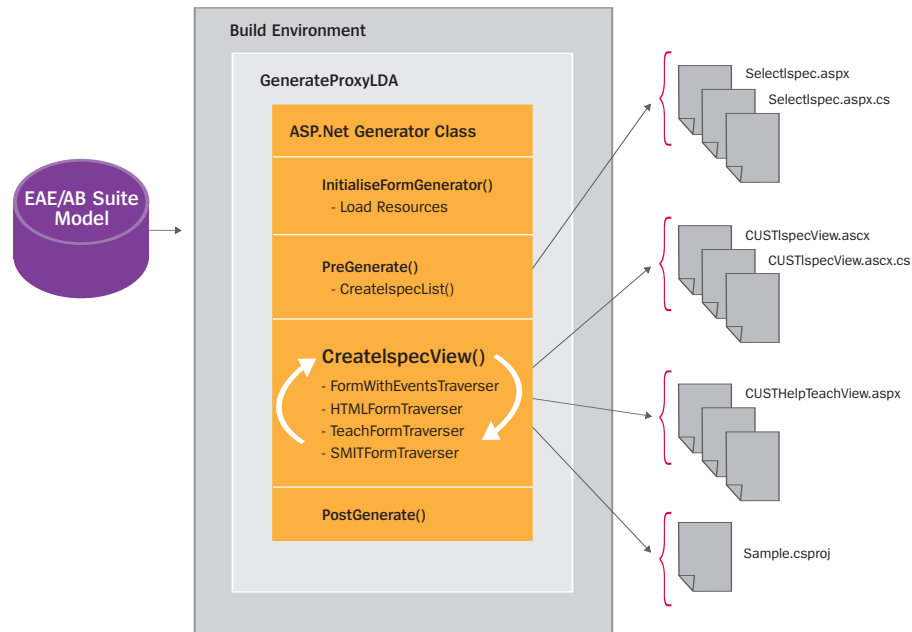 Build Environment
GenerateProxyLDA
ASP.Net Generator Class
InitialiseFormGenerator()
- Load Resources
PreGenerate()
- CreateIspecList()
CreateIspecView()
- FormWithEventsTraverser
- HTMLFormTraverser
- TeachFormTraverser
- SMITFormTraverser
PostGenerate()
EAE/AB Suite
Model
SelectIspec.aspx
SelectIspec.aspx.cs
CUSTIspecView.ascx
CUSTIspecView.ascx.cs
CUSTHelpTeachView.aspx
Sample.csproj